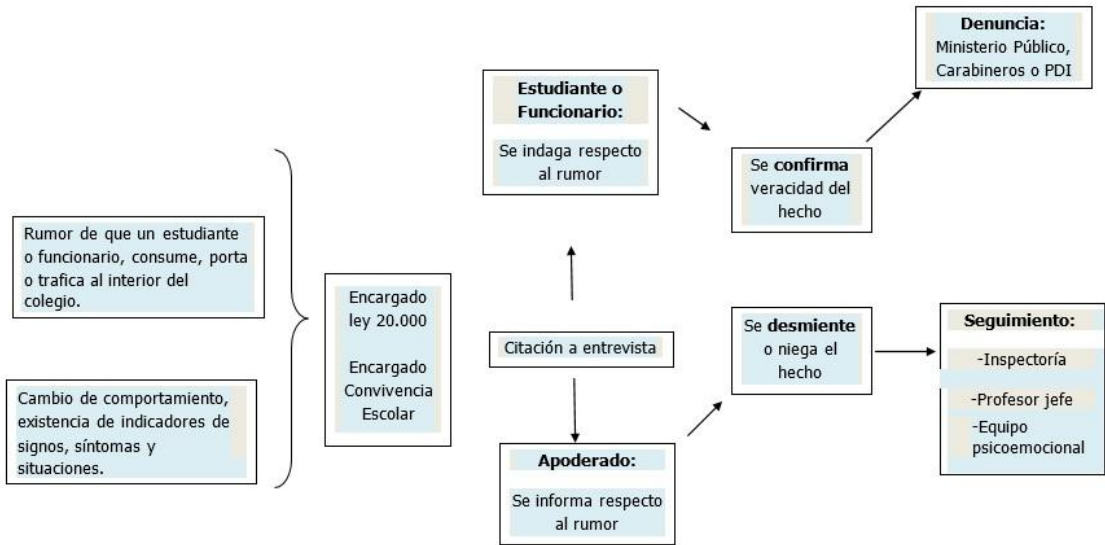 Rumor de que un estudiante
o funcionario, consume, porta
o trafica al interior del
colegio.
Cambio de comportamiento,
existencia de indicadores de
signos, síntomas y
situaciones.
Encargado
ley 20.000
Encargado
Convivencia
Escolar
Citación a entrevista
Estudiante o
Funcionario:
Se indaga respecto
al rumor
Apoderado:
Se informa respecto
al rumor
Se confirma
veracidad del
hecho
Se desmiente
o niega el
hecho
Denuncia:
Ministerio Público,
Carabineros o PDI
Seguimiento:
-Inspectoría
-Profesor jefe
-Equipo
psicoemocional